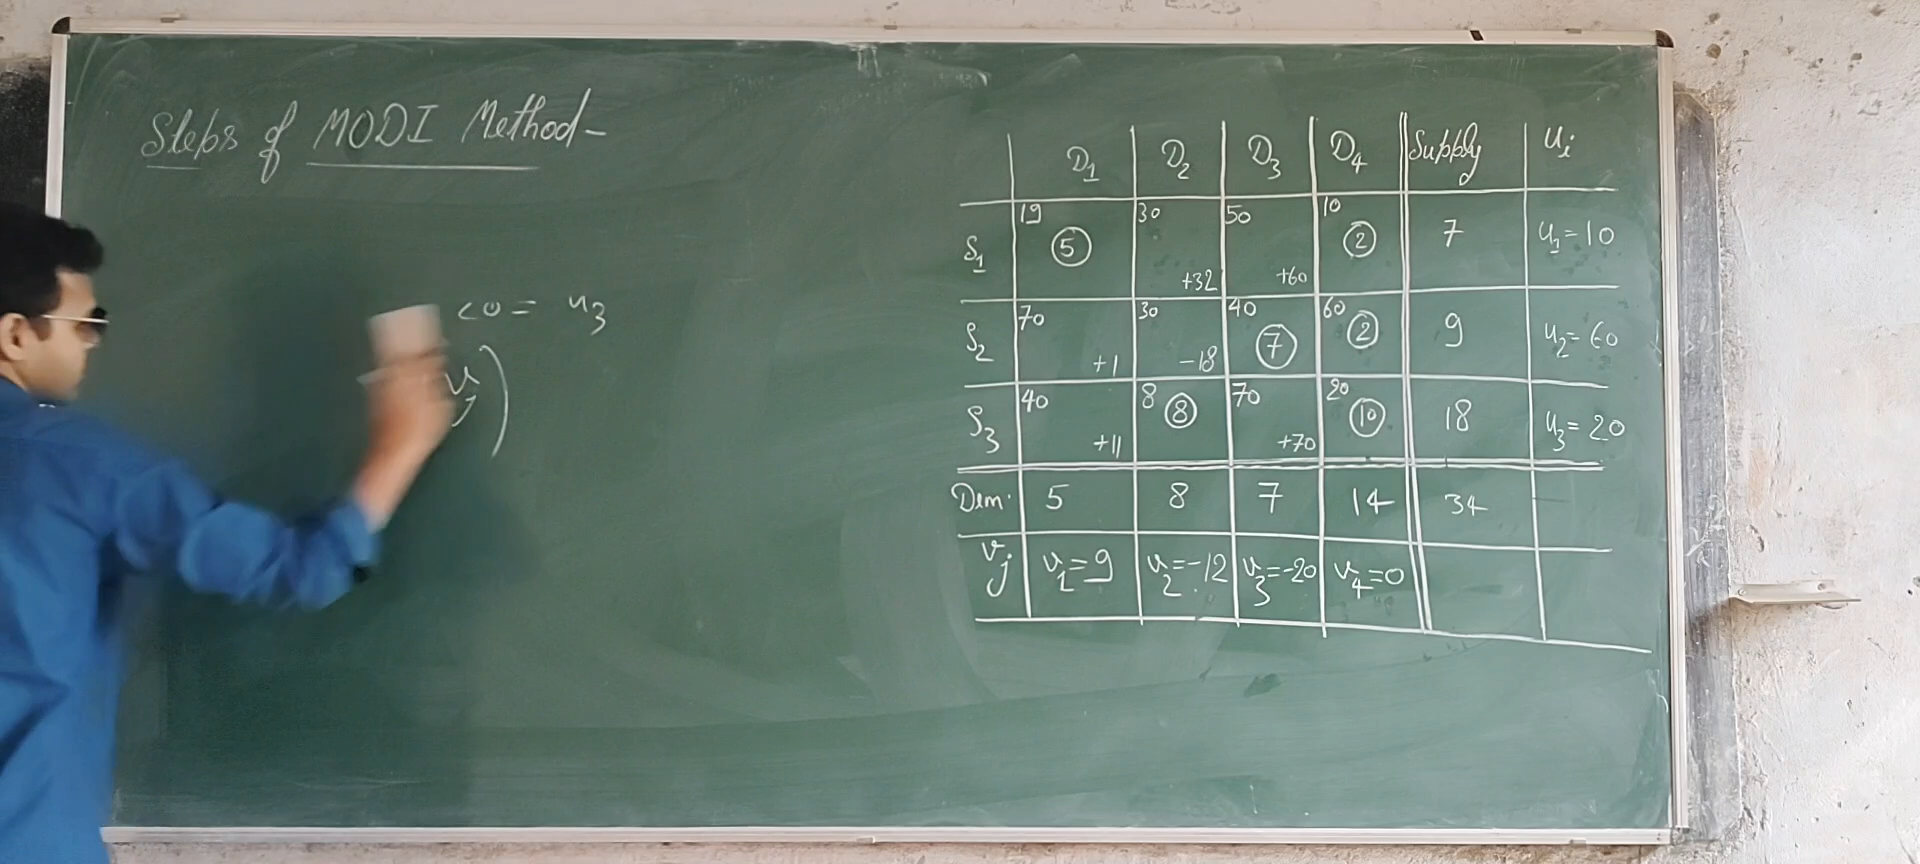 Steps of MODI Method-
20 = u3
vj)
D1 D2 D3 D4 Supply ui
S1 19 5 30 +32 50 +60 10 2 7 u1=10
S2 70 +1 30 -18 40 7 60 2 9 u2=60
S3 40 +11 8 8 70 +70 20 10 18 u3=20
Dem. 5 8 7 14 34
vj v1=9 v2=-12 v3=-20 v4=0